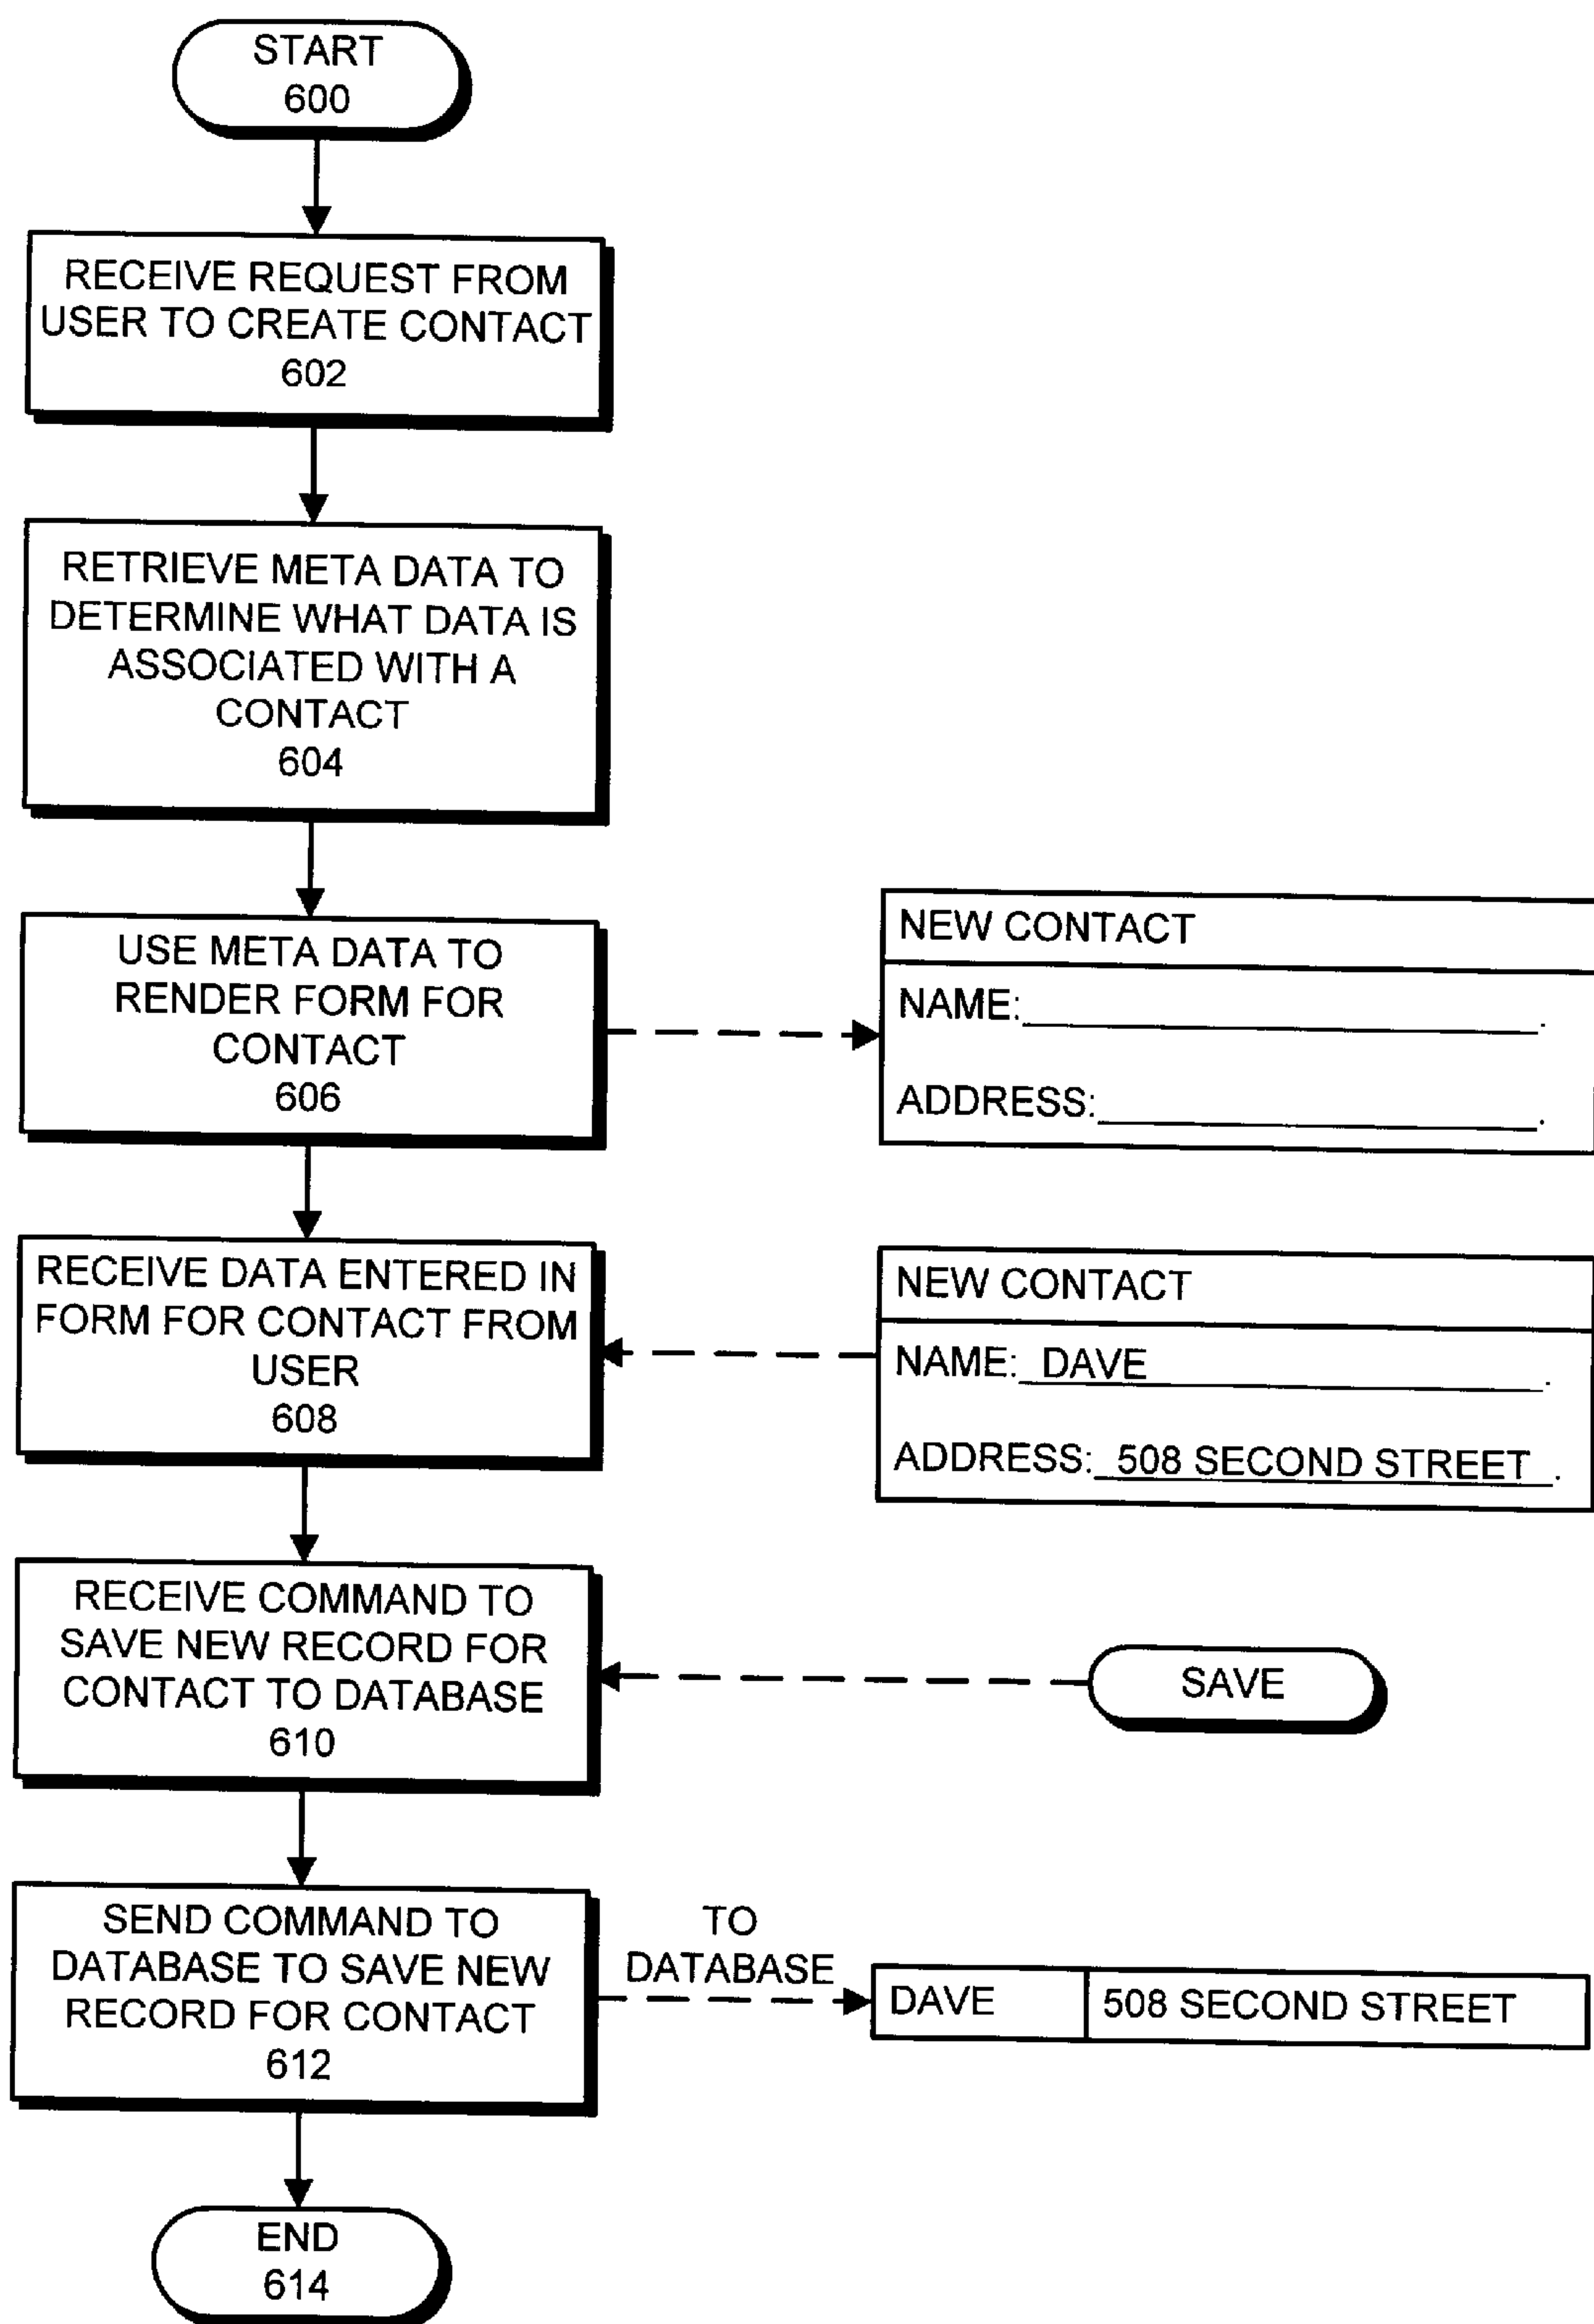 START
600
RECEIVE REQUEST FROM
USER TO CREATE CONTACT
602
RETRIEVE META DATA TO
DETERMINE WHAT DATA IS
ASSOCIATED WITH A
CONTACT
604
USE META DATA TO
RENDER FORM FOR
CONTACT
606
NEW CONTACT
NAME:
ADDRESS:
RECEIVE DATA ENTERED IN
FORM FOR CONTACT FROM
USER
608
NEW CONTACT
NAME: DAVE
ADDRESS: 508 SECOND STREET
RECEIVE COMMAND TO
SAVE NEW RECORD FOR
CONTACT TO DATABASE
610
SAVE
SEND COMMAND TO
DATABASE TO SAVE NEW
RECORD FOR CONTACT
612
TO
DATABASE
DAVE 508 SECOND STREET
END
614